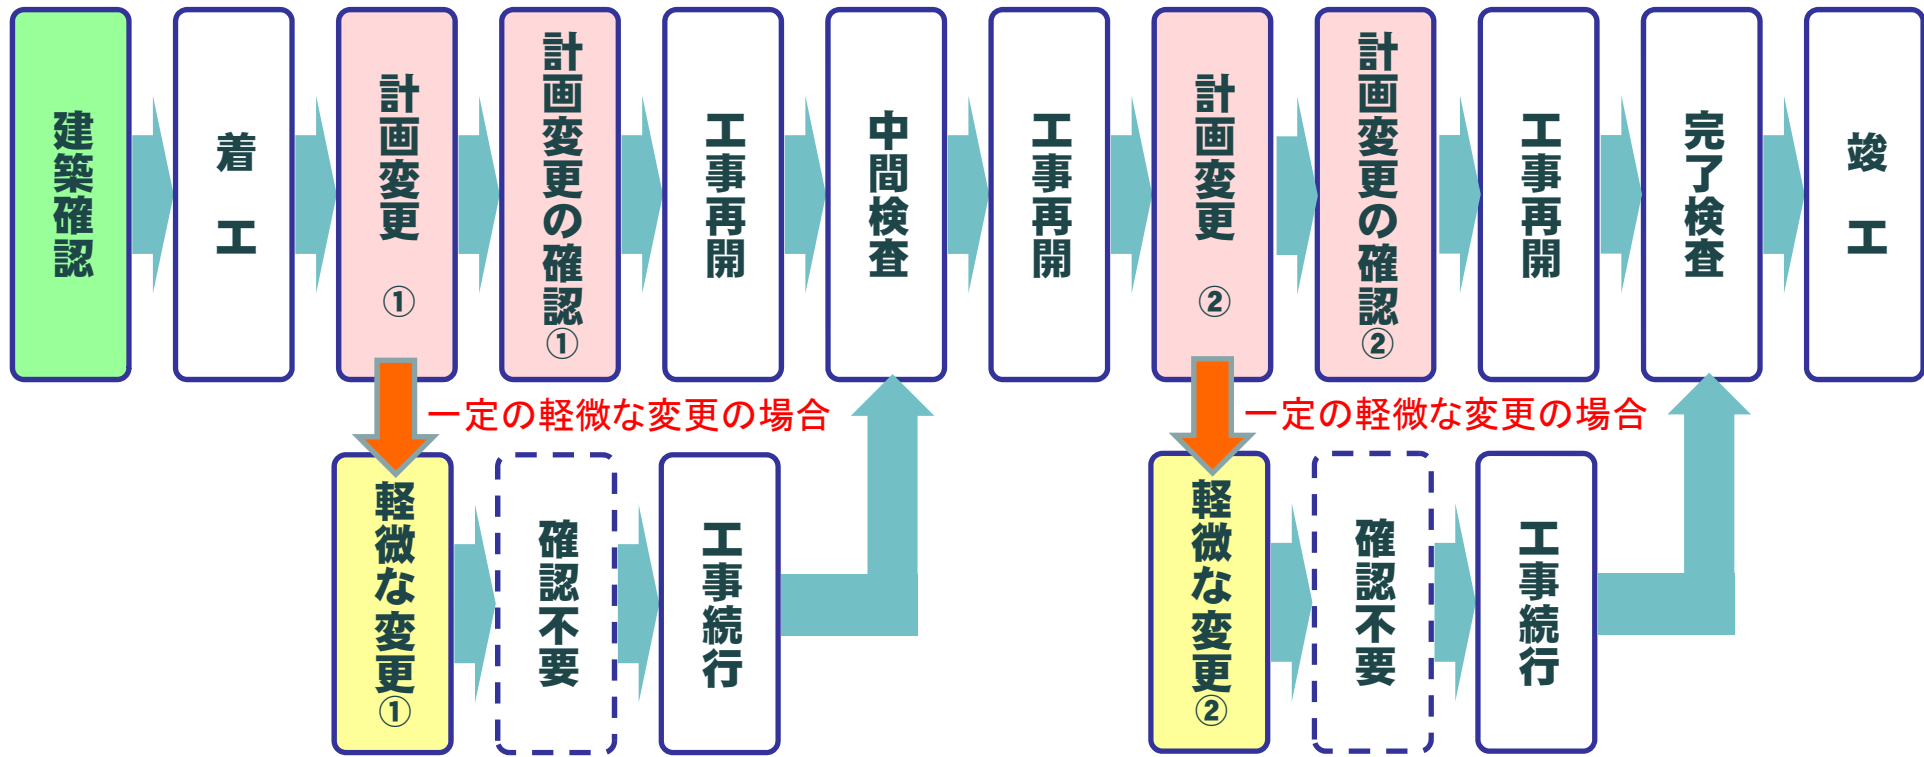 建築確認
着工
計画変更①
計画変更の確認①
工事再開
中間検査
工事再開
計画変更②
計画変更の確認②
工事再開
完了検査
竣工
一定の軽微な変更の場合
一定の軽微な変更の場合
軽微な変更①
確認不要
工事続行
軽微な変更②
確認不要
工事続行